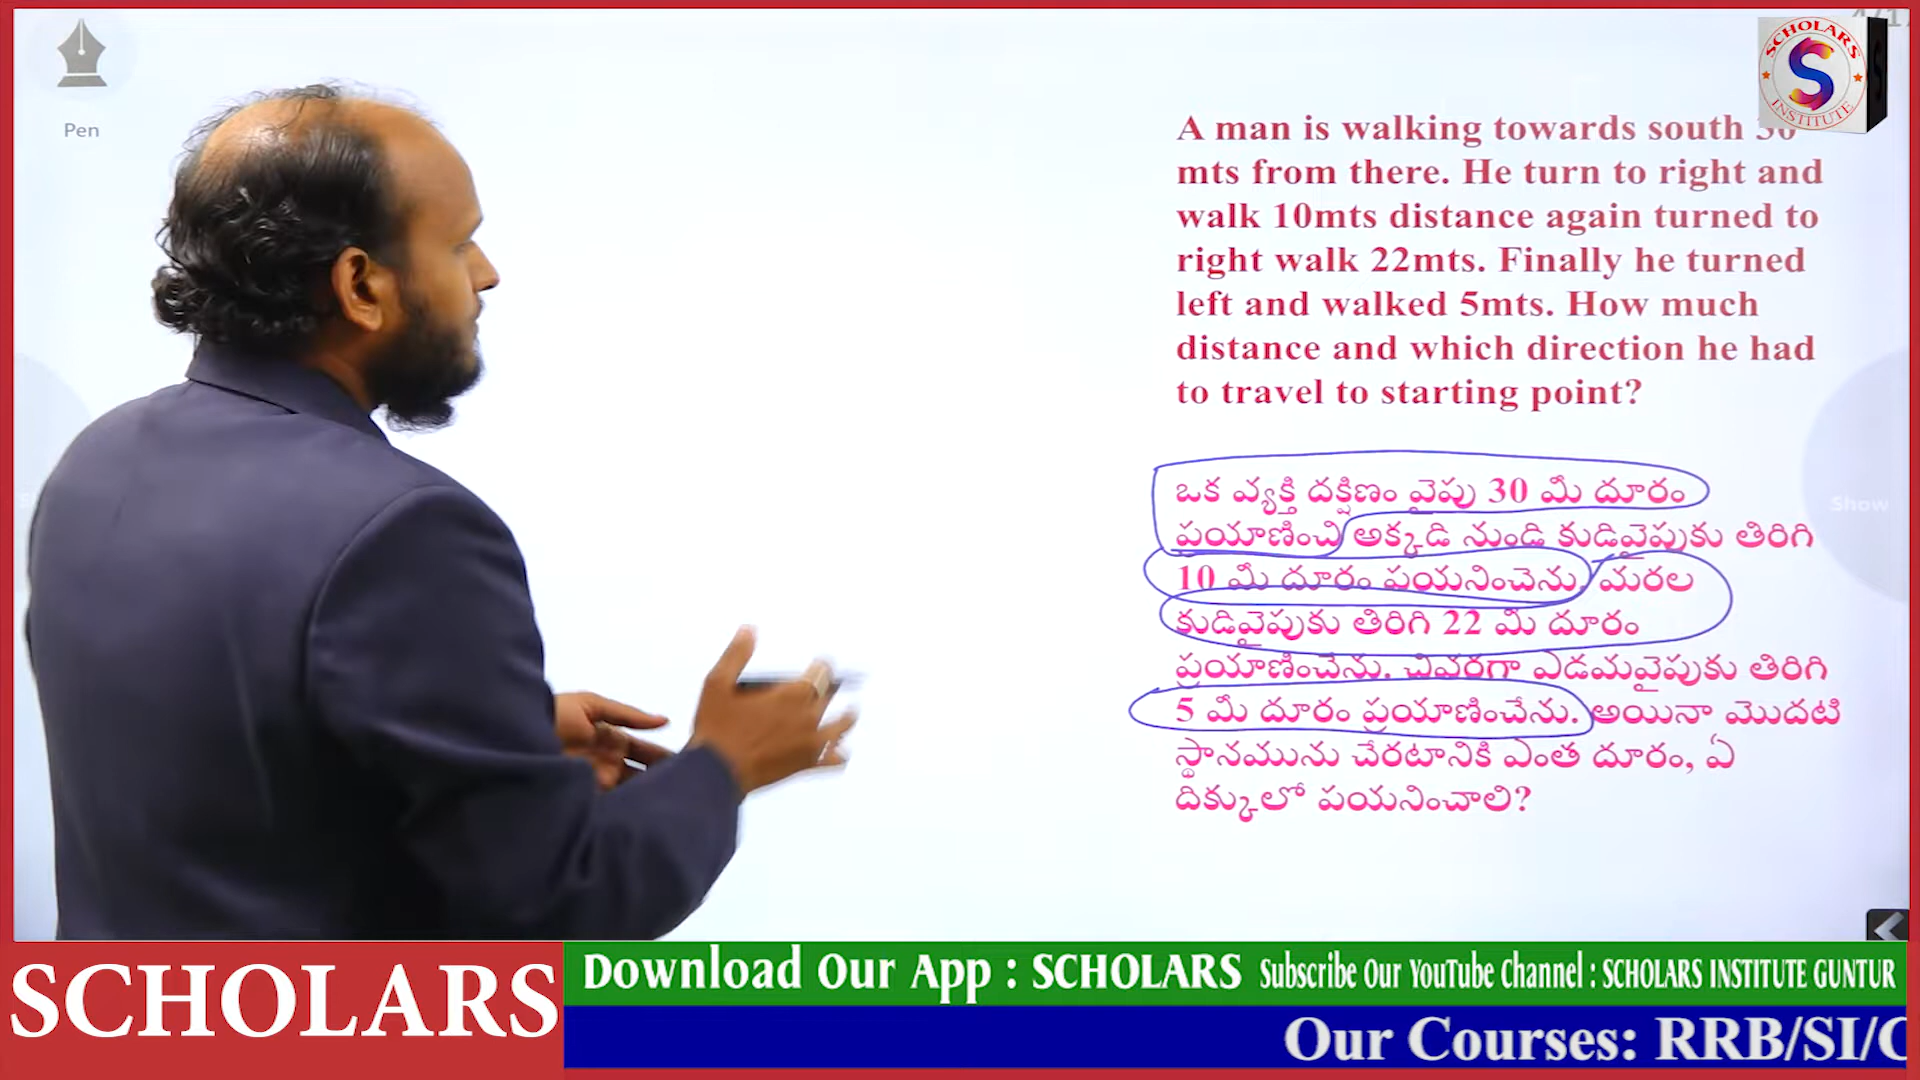 Pen
SCHOLARS
S
INSTITUTE
A man is walking towards south 30
mts from there. He turn to right and
walk 10mts distance again turned to
right walk 22mts. Finally he turned
left and walked 5mts. How much
distance and which direction he had
to travel to starting point?
ఒక వ్యక్తి దక్షిణం వైపు 30 మీ దూరం
ప్రయాణించి అక్కడి నుండి కుడివైపుకు తిరిగి
10 మీ దూరం పయనించెను. మరల
కుడివైపుకు తిరిగి 22 మీ దూరం
ప్రయాణించెను. చివరగా ఎడమవైపుకు తిరిగి
5 మీ దూరం ప్రయాణించేను. అయినా మొదటి
స్థానమును చేరటానికి ఎంత దూరం, ఏ
దిక్కులో పయనించాలి?
Show
SCHOLARS
Download Our App : SCHOLARS Subscribe Our YouTube Channel : SCHOLARS INSTITUTE GUNTUR
Our Courses: RRB/SI/C